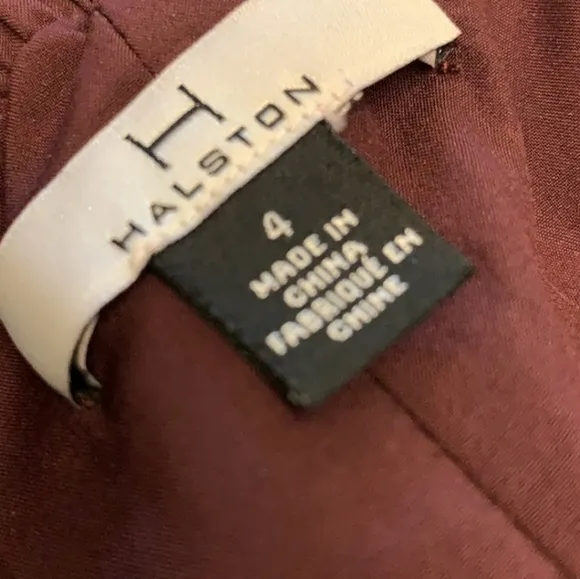 H
HALSTON
4
MADE IN
CHINA
FABRIQUÉ EN
CHINE